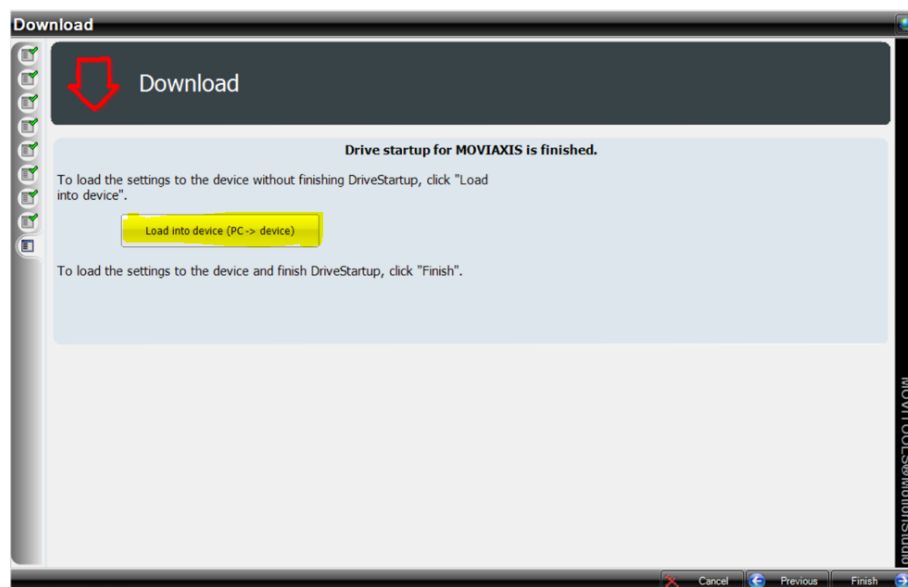 Download
Download
Drive startup for MOVIAXIS is finished.
To load the settings to the device without finishing DriveStartup, click "Load
into device".
Load into device (PC-> device)
To load the settings to the device and finish DriveStartup, click "Finish".
MOVITOOLS®MotionStudio
Cancel Previous Finish